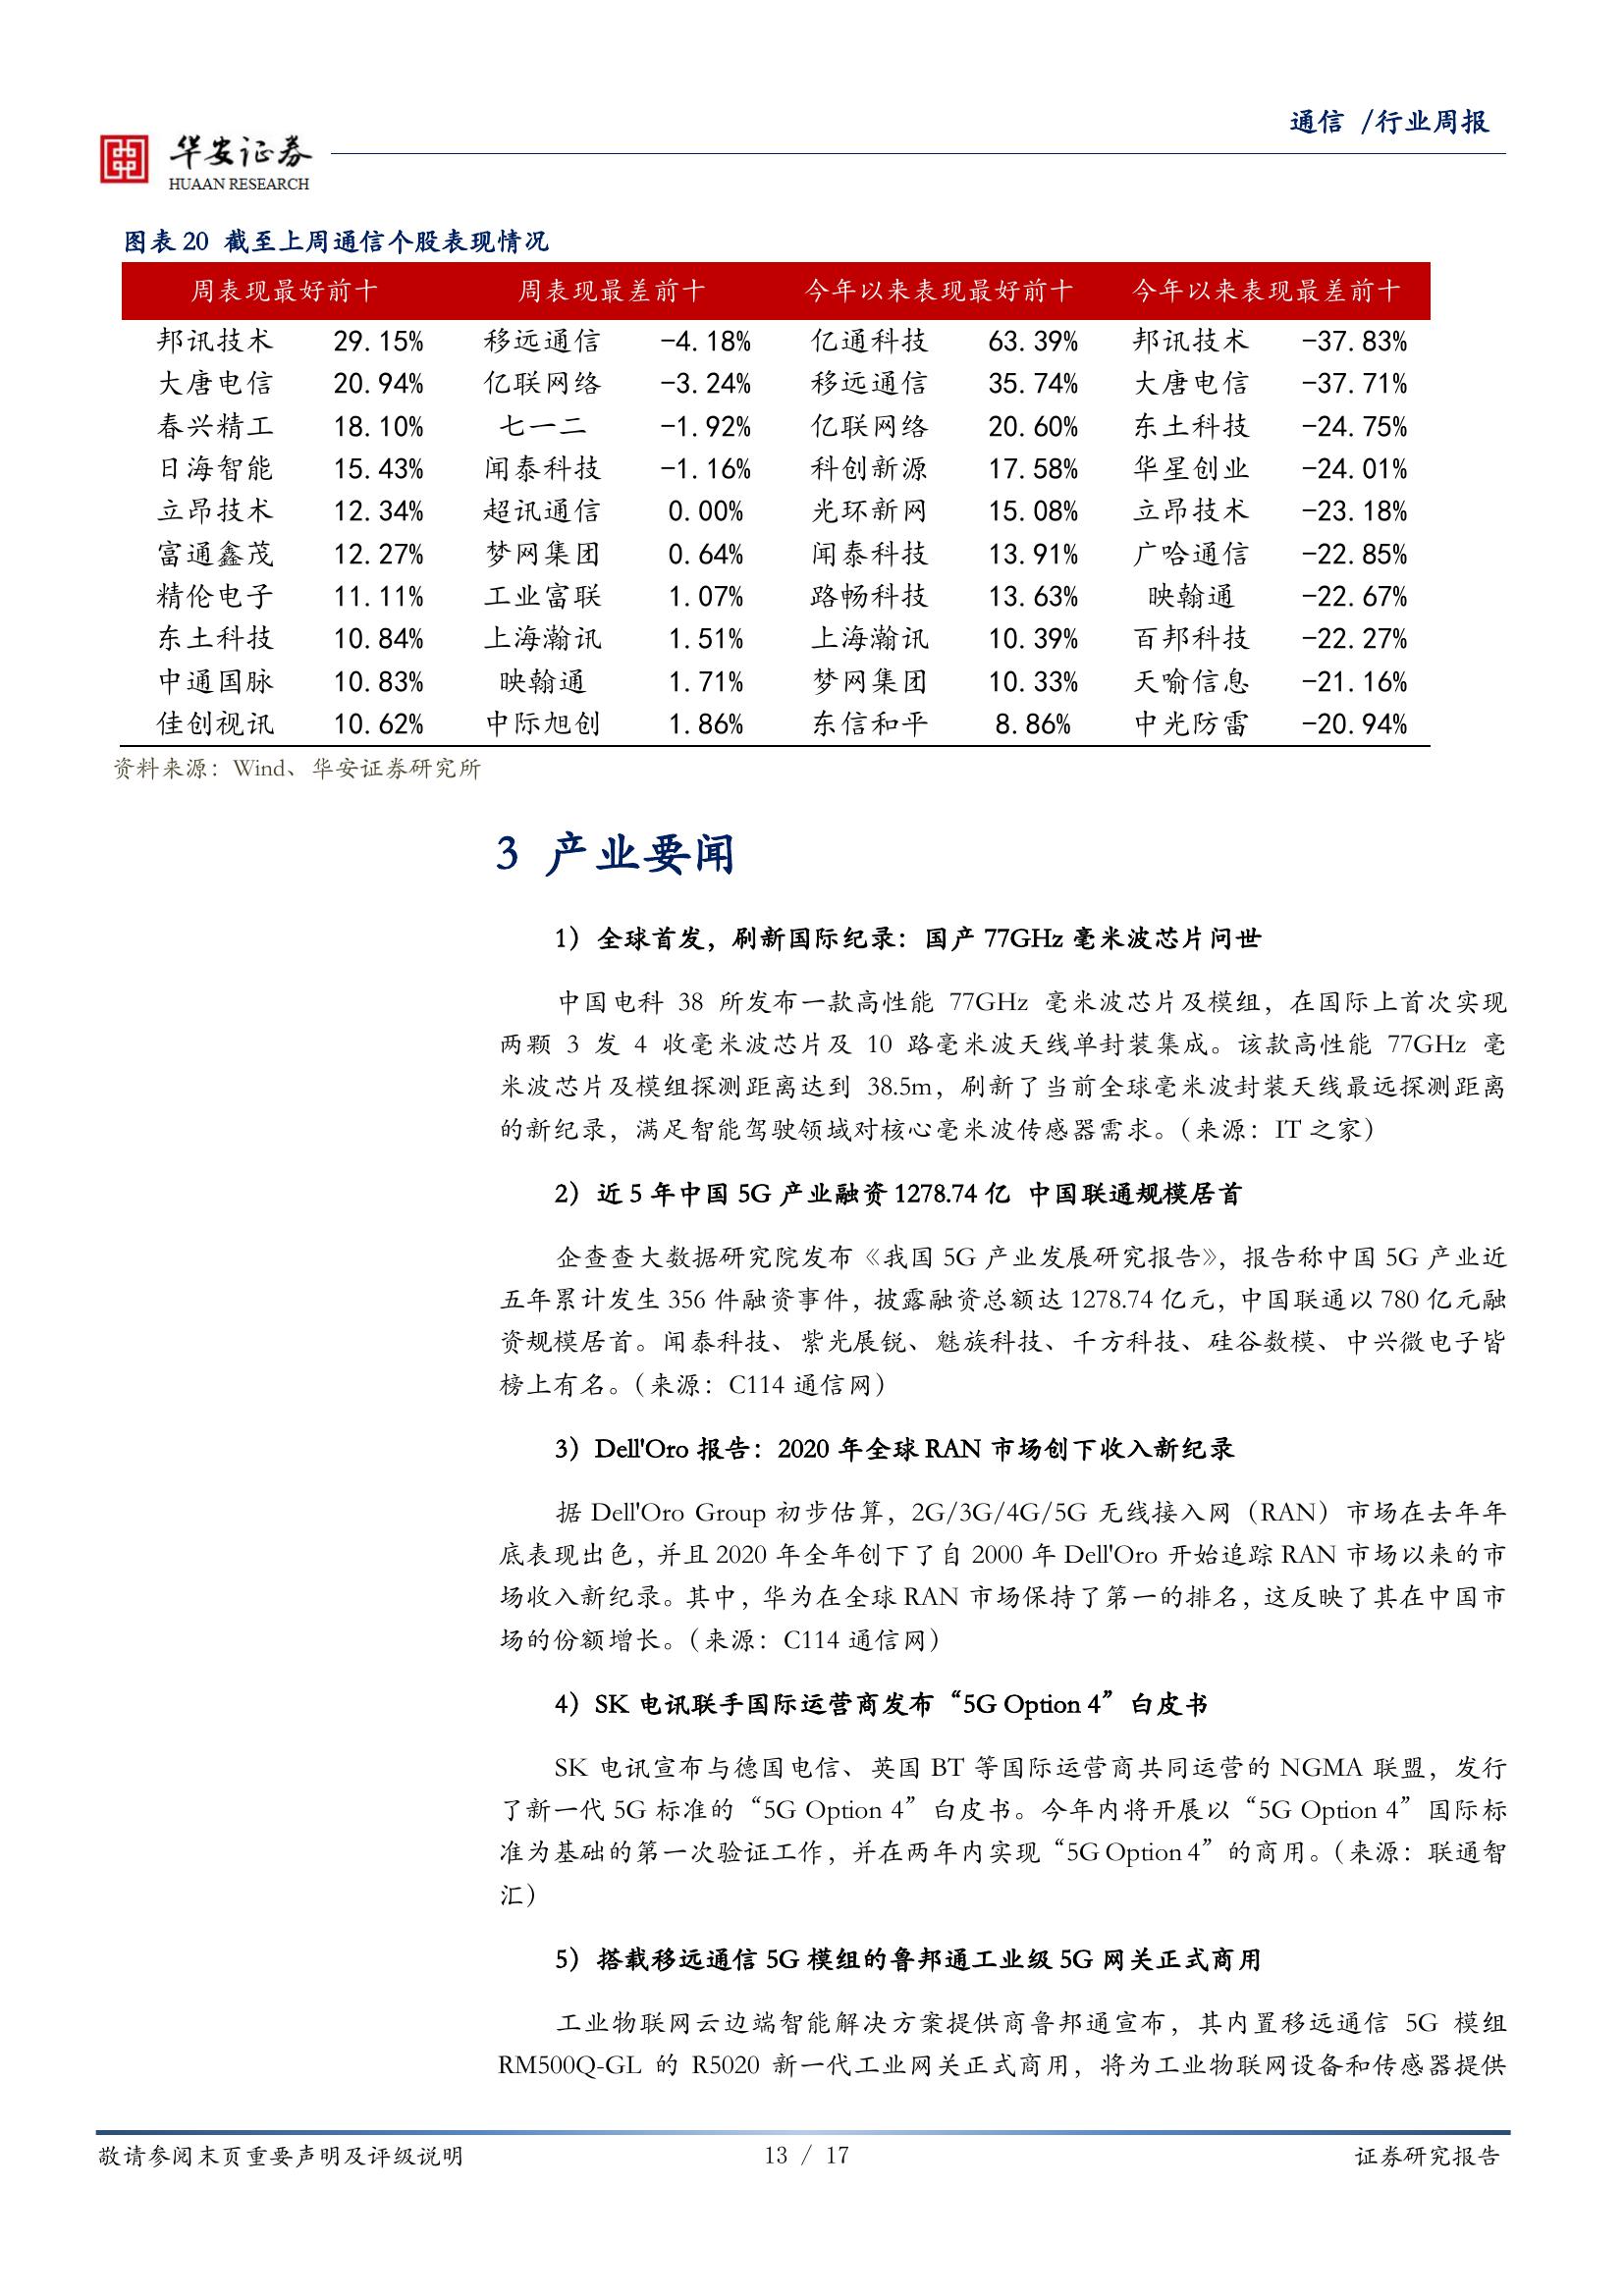 通信 /行业周报
华安证券
HUAAN RESEARCH
图表 20 截至上周通信个股表现情况
周表现最好前十 周表现最差前十 今年以来表现最好前十 今年以来表现最差前十
邦讯技术 29.15% 移远通信 -4.18% 亿通科技 63.39% 邦讯技术 -37.83%
大唐电信 20.94% 亿联网络 -3.24% 移远通信 35.74% 大唐电信 -37.71%
春兴精工 18.10% 七一二 -1.92% 亿联网络 20.60% 东土科技 -24.75%
日海智能 15.43% 闻泰科技 -1.16% 科创新源 17.58% 华星创业 -24.01%
立昂技术 12.34% 超讯通信 0.00% 光环新网 15.08% 立昂技术 -23.18%
富通鑫茂 12.27% 梦网集团 0.64% 闻泰科技 13.91% 广哈通信 -22.85%
精伦电子 11.11% 工业富联 1.07% 路畅科技 13.63% 映翰通 -22.67%
东土科技 10.84% 上海瀚讯 1.51% 上海瀚讯 10.39% 百邦科技 -22.27%
中通国脉 10.83% 映翰通 1.71% 梦网集团 10.33% 天喻信息 -21.16%
佳创视讯 10.62% 中际旭创 1.86% 东信和平 8.86% 中光防雷 -20.94%
资料来源：Wind、华安证券研究所
3 产业要闻
1）全球首发，刷新国际纪录：国产 77GHz 毫米波芯片问世
中国电科 38 所发布一款高性能 77GHz 毫米波芯片及模组，在国际上首次实现
两颗 3 发 4 收毫米波芯片及 10 路毫米波天线单封装集成。该款高性能 77GHz 毫
米波芯片及模组探测距离达到 38.5m，刷新了当前全球毫米波封装天线最远探测距离
的新纪录，满足智能驾驶领域对核心毫米波传感器需求。（来源：IT 之家）
2）近 5 年中国 5G 产业融资 1278.74 亿 中国联通规模居首
企查查大数据研究院发布《我国 5G 产业发展研究报告》，报告称中国 5G 产业近
五年累计发生 356 件融资事件，披露融资总额达 1278.74 亿元，中国联通以 780 亿元融
资规模居首。闻泰科技、紫光展锐、魅族科技、千方科技、硅谷数模、中兴微电子皆
榜上有名。（来源：C114 通信网）
3）Dell'Oro 报告：2020 年全球 RAN 市场创下收入新纪录
据 Dell'Oro Group 初步估算，2G/3G/4G/5G 无线接入网（RAN）市场在去年年
底表现出色，并且 2020 年全年创下了自 2000 年 Dell'Oro 开始追踪 RAN 市场以来的市
场收入新纪录。其中，华为在全球 RAN 市场保持了第一的排名，这反映了其在中国市
场的份额增长。（来源：C114 通信网）
4）SK 电讯联手国际运营商发布“5G Option 4”白皮书
SK 电讯宣布与德国电信、英国 BT 等国际运营商共同运营的 NGMA 联盟，发行
了新一代 5G 标准的“5G Option 4”白皮书。今年内将开展以“5G Option 4”国际标
准为基础的第一次验证工作，并在两年内实现“5G Option 4”的商用。（来源：联通智
汇）
5）搭载移远通信 5G 模组的鲁邦通工业级 5G 网关正式商用
工业物联网云边端智能解决方案提供商鲁邦通宣布，其内置移远通信 5G 模组
RM500Q-GL 的 R5020 新一代工业网关正式商用，将为工业物联网设备和传感器提供
敬请参阅末页重要声明及评级说明 13 / 17 证券研究报告